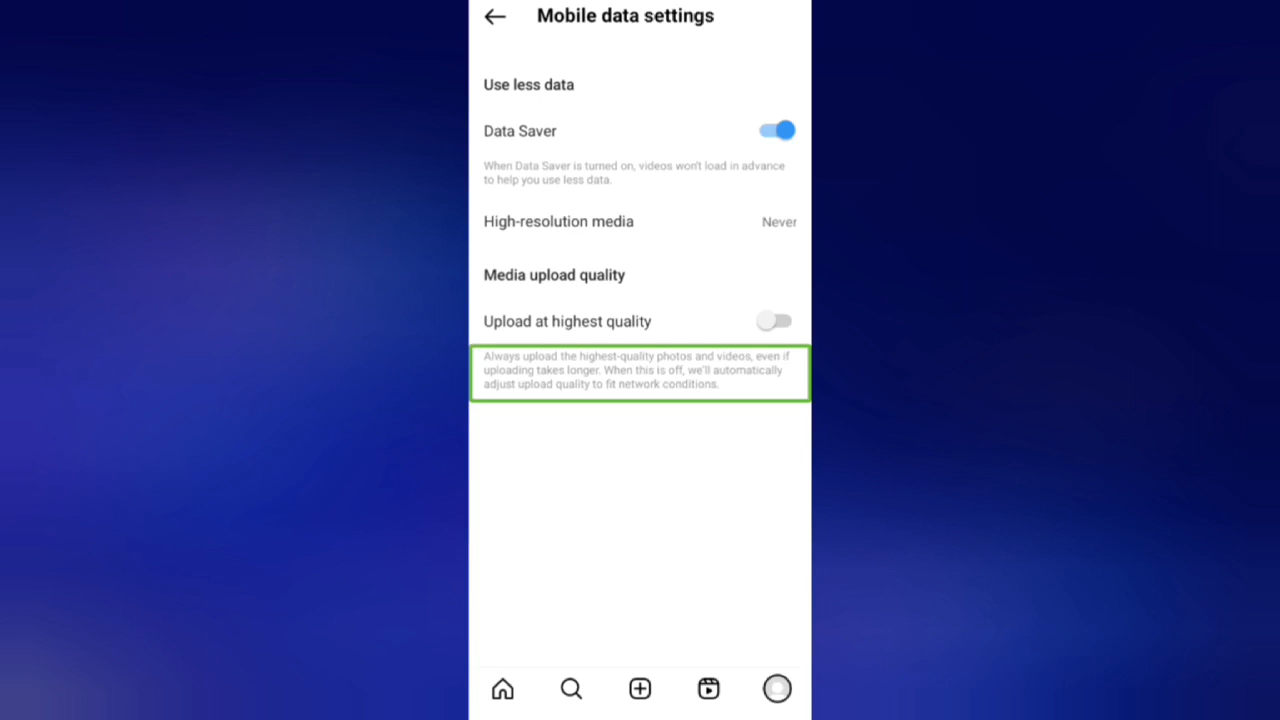 Mobile data settings
Use less data
Data Saver
When Data Saver is turned on, videos won't load in advance
to help you use less data.
High-resolution media Never
Media upload quality
Upload at highest quality
Always upload the highest-quality photos and videos, even if
uploading takes longer. When this is off, we'll automatically
adjust upload quality to fit network conditions.